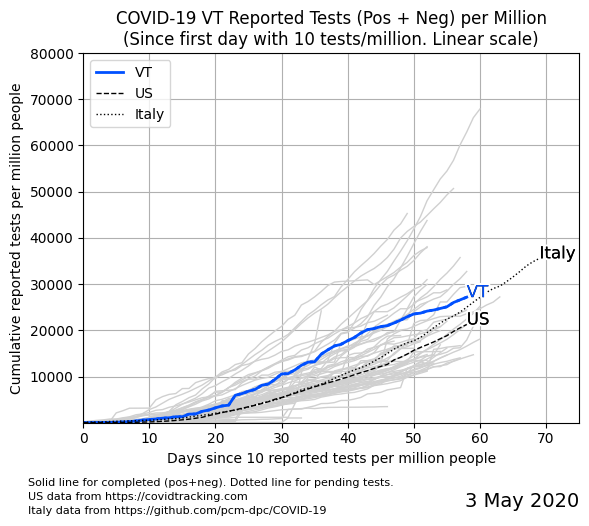 COVID-19 VT Reported Tests (Pos + Neg) per Million
(Since first day with 10 tests/million. Linear scale)
Cumulative reported tests per million people
80000
70000
60000
50000
40000
30000
20000
10000
VT
US
Italy
Italy
VT
US
0 10 20 30 40 50 60 70
Days since 10 reported tests per million people
Solid line for completed (pos+neg). Dotted line for pending tests.
US data from https://covidtracking.com
Italy data from https://github.com/pcm-dpc/COVID-19
3 May 2020